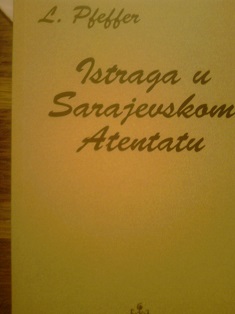 L. Pfeffer
Istraga u
Sarajevskom
Atentatu